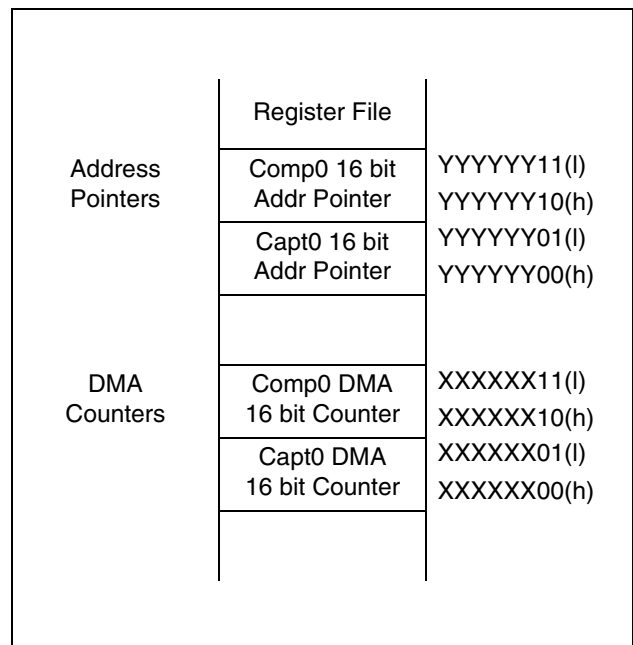 Register File
Address
Pointers
Comp0 16 bit
Addr Pointer
YYYYYY11(l)
YYYYYY10(h)
Capt0 16 bit
Addr Pointer
YYYYYY01(l)
YYYYYY00(h)
DMA
Counters
Comp0 DMA
16 bit Counter
XXXXXX11(l)
XXXXXX10(h)
Capt0 DMA
16 bit Counter
XXXXXX01(l)
XXXXXX00(h)